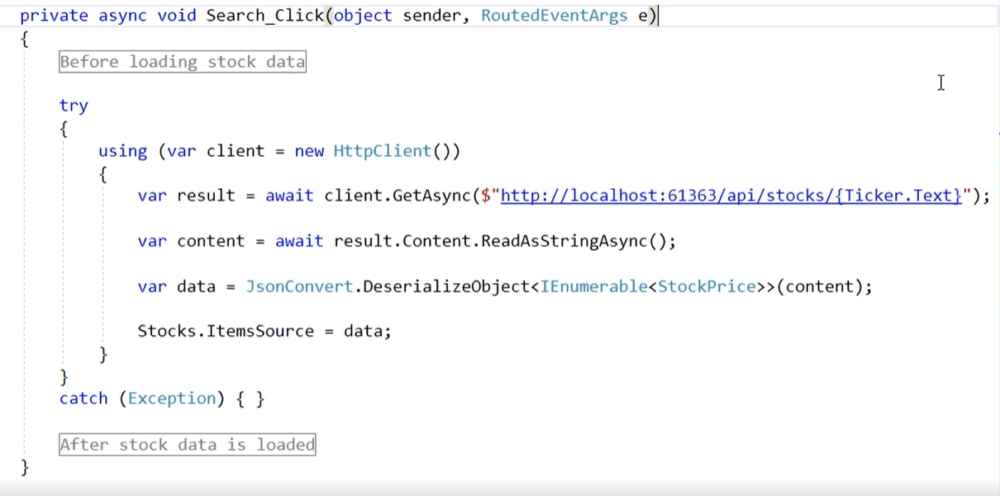 private async void Search_Click(object sender, RoutedEventArgs e)
{
Before loading stock data
try
{
using (var client = new HttpClient())
{
var result = await client.GetAsync($"http://localhost:61363/api/stocks/{Ticker.Text}");
var content = await result.Content.ReadAsStringAsync();
var data = JsonConvert.DeserializeObject<IEnumerable<StockPrice>>(content);
Stocks.ItemsSource = data;
}
}
catch (Exception) { }
After stock data is loaded
}